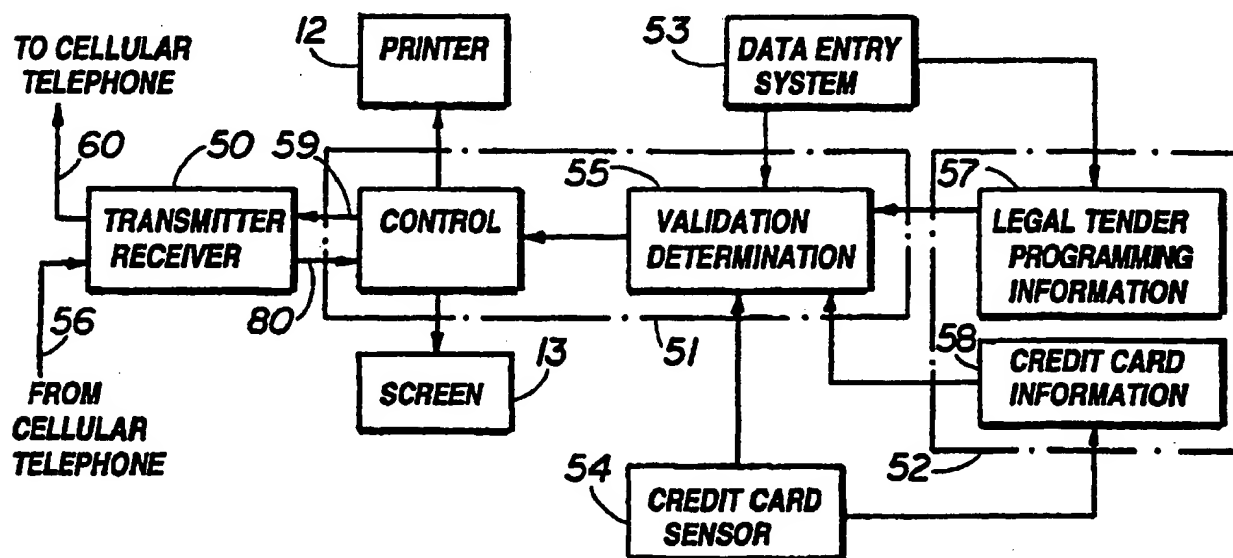 TO CELLULAR
TELEPHONE
12
PRINTER
53
DATA ENTRY
SYSTEM
60
50
59
55
57
TRANSMITTER
RECEIVER
CONTROL
VALIDATION
DETERMINATION
LEGAL TENDER
PROGRAMMING
INFORMATION
56
80
51
58
FROM
CELLULAR
TELEPHONE
SCREEN
13
CREDIT CARD
INFORMATION
52
54
CREDIT CARD
SENSOR